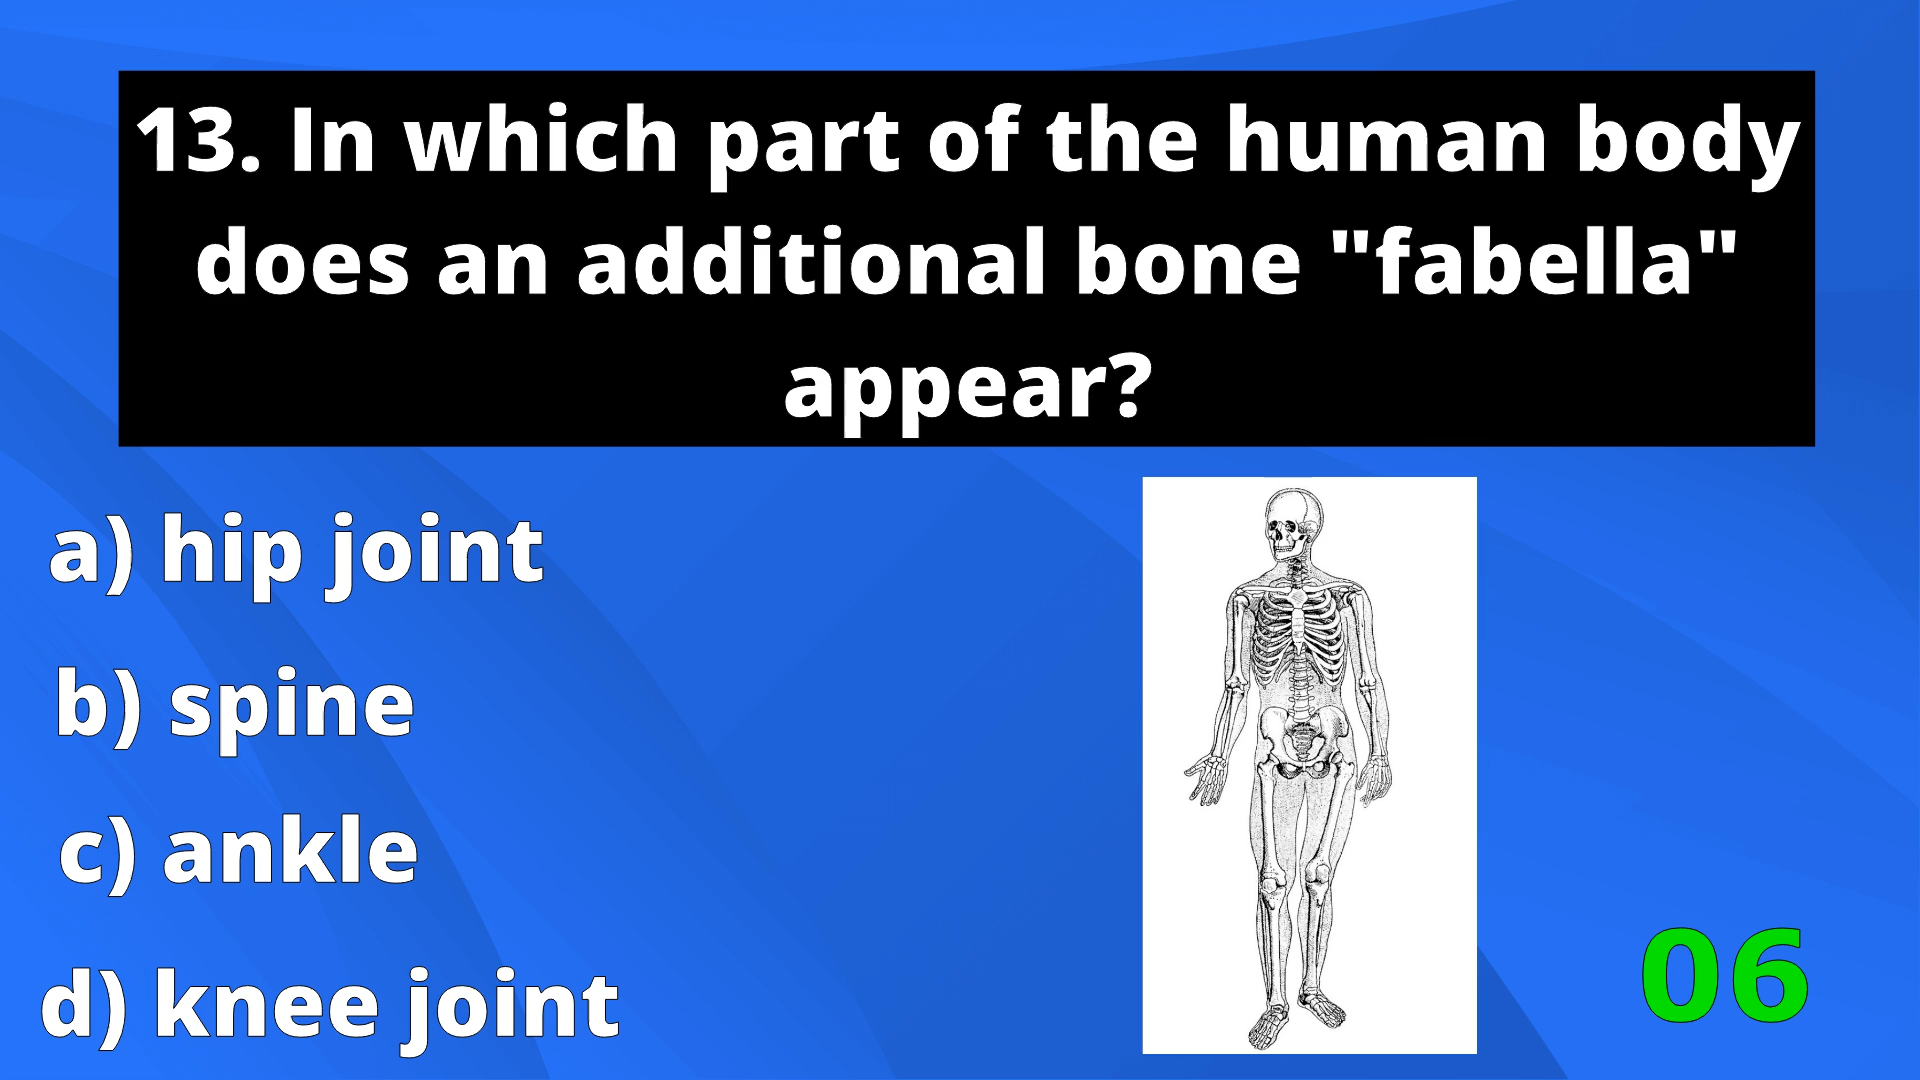 13. In which part of the human body
does an additional bone "fabella"
appear?
a) hip joint
b) spine
c) ankle
d) knee joint
06